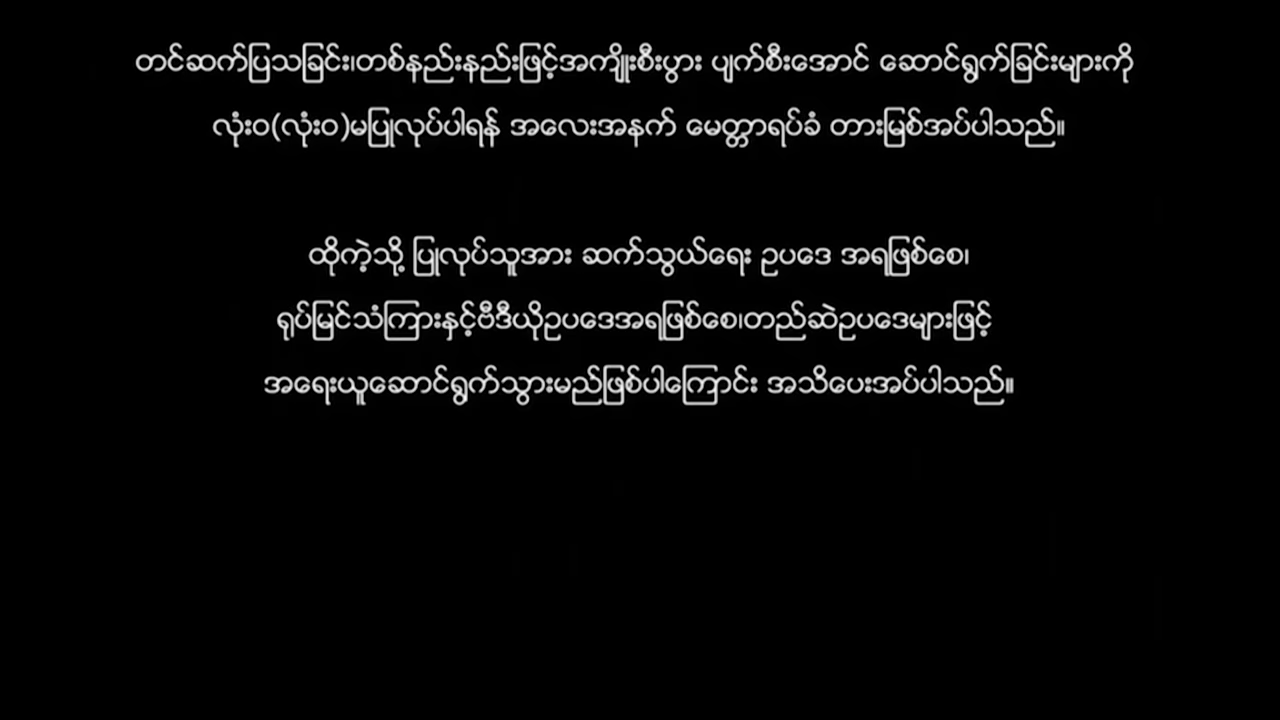 တင်ဆက်ပြသခြင်း၊တစ်နည်းနည်းဖြင့်အကျိုးစီးပွား ပျက်စီးအောင် ဆောင်ရွက်ခြင်းများကို
လုံးဝ(လုံးဝ)မပြုလုပ်ပါရန် အလေးအနက် မေတ္တာရပ်ခံ တားမြစ်အပ်ပါသည်။
ထိုကဲ့သို့ ပြုလုပ်သူအား ဆက်သွယ်ရေး ဥပဒေ အရဖြစ်စေ၊
ရုပ်မြင်သံကြားနှင့်ဗီဒီယိုဥပဒေအရဖြစ်စေ၊တည်ဆဲဥပဒေများဖြင့်
အရေးယူဆောင်ရွက်သွားမည်ဖြစ်ပါကြောင်း အသိပေးအပ်ပါသည်။